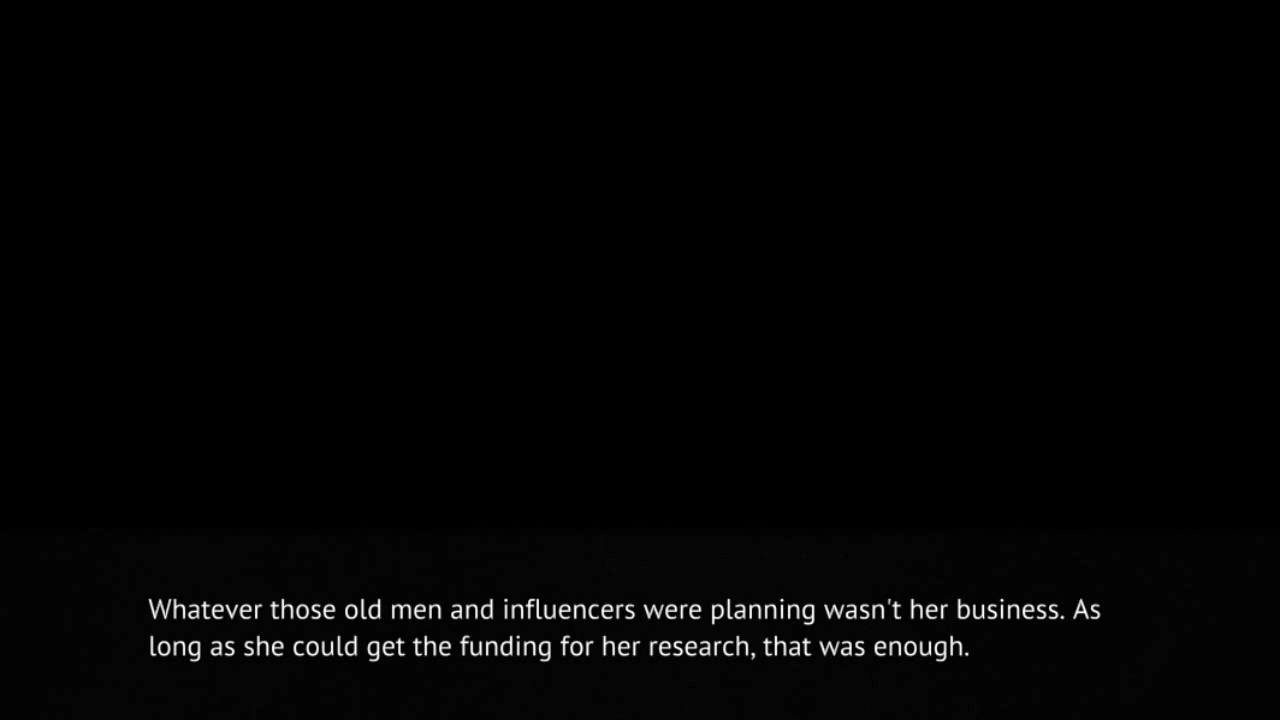 Whatever those old men and influencers were planning wasn't her business. As
long as she could get the funding for her research, that was enough.